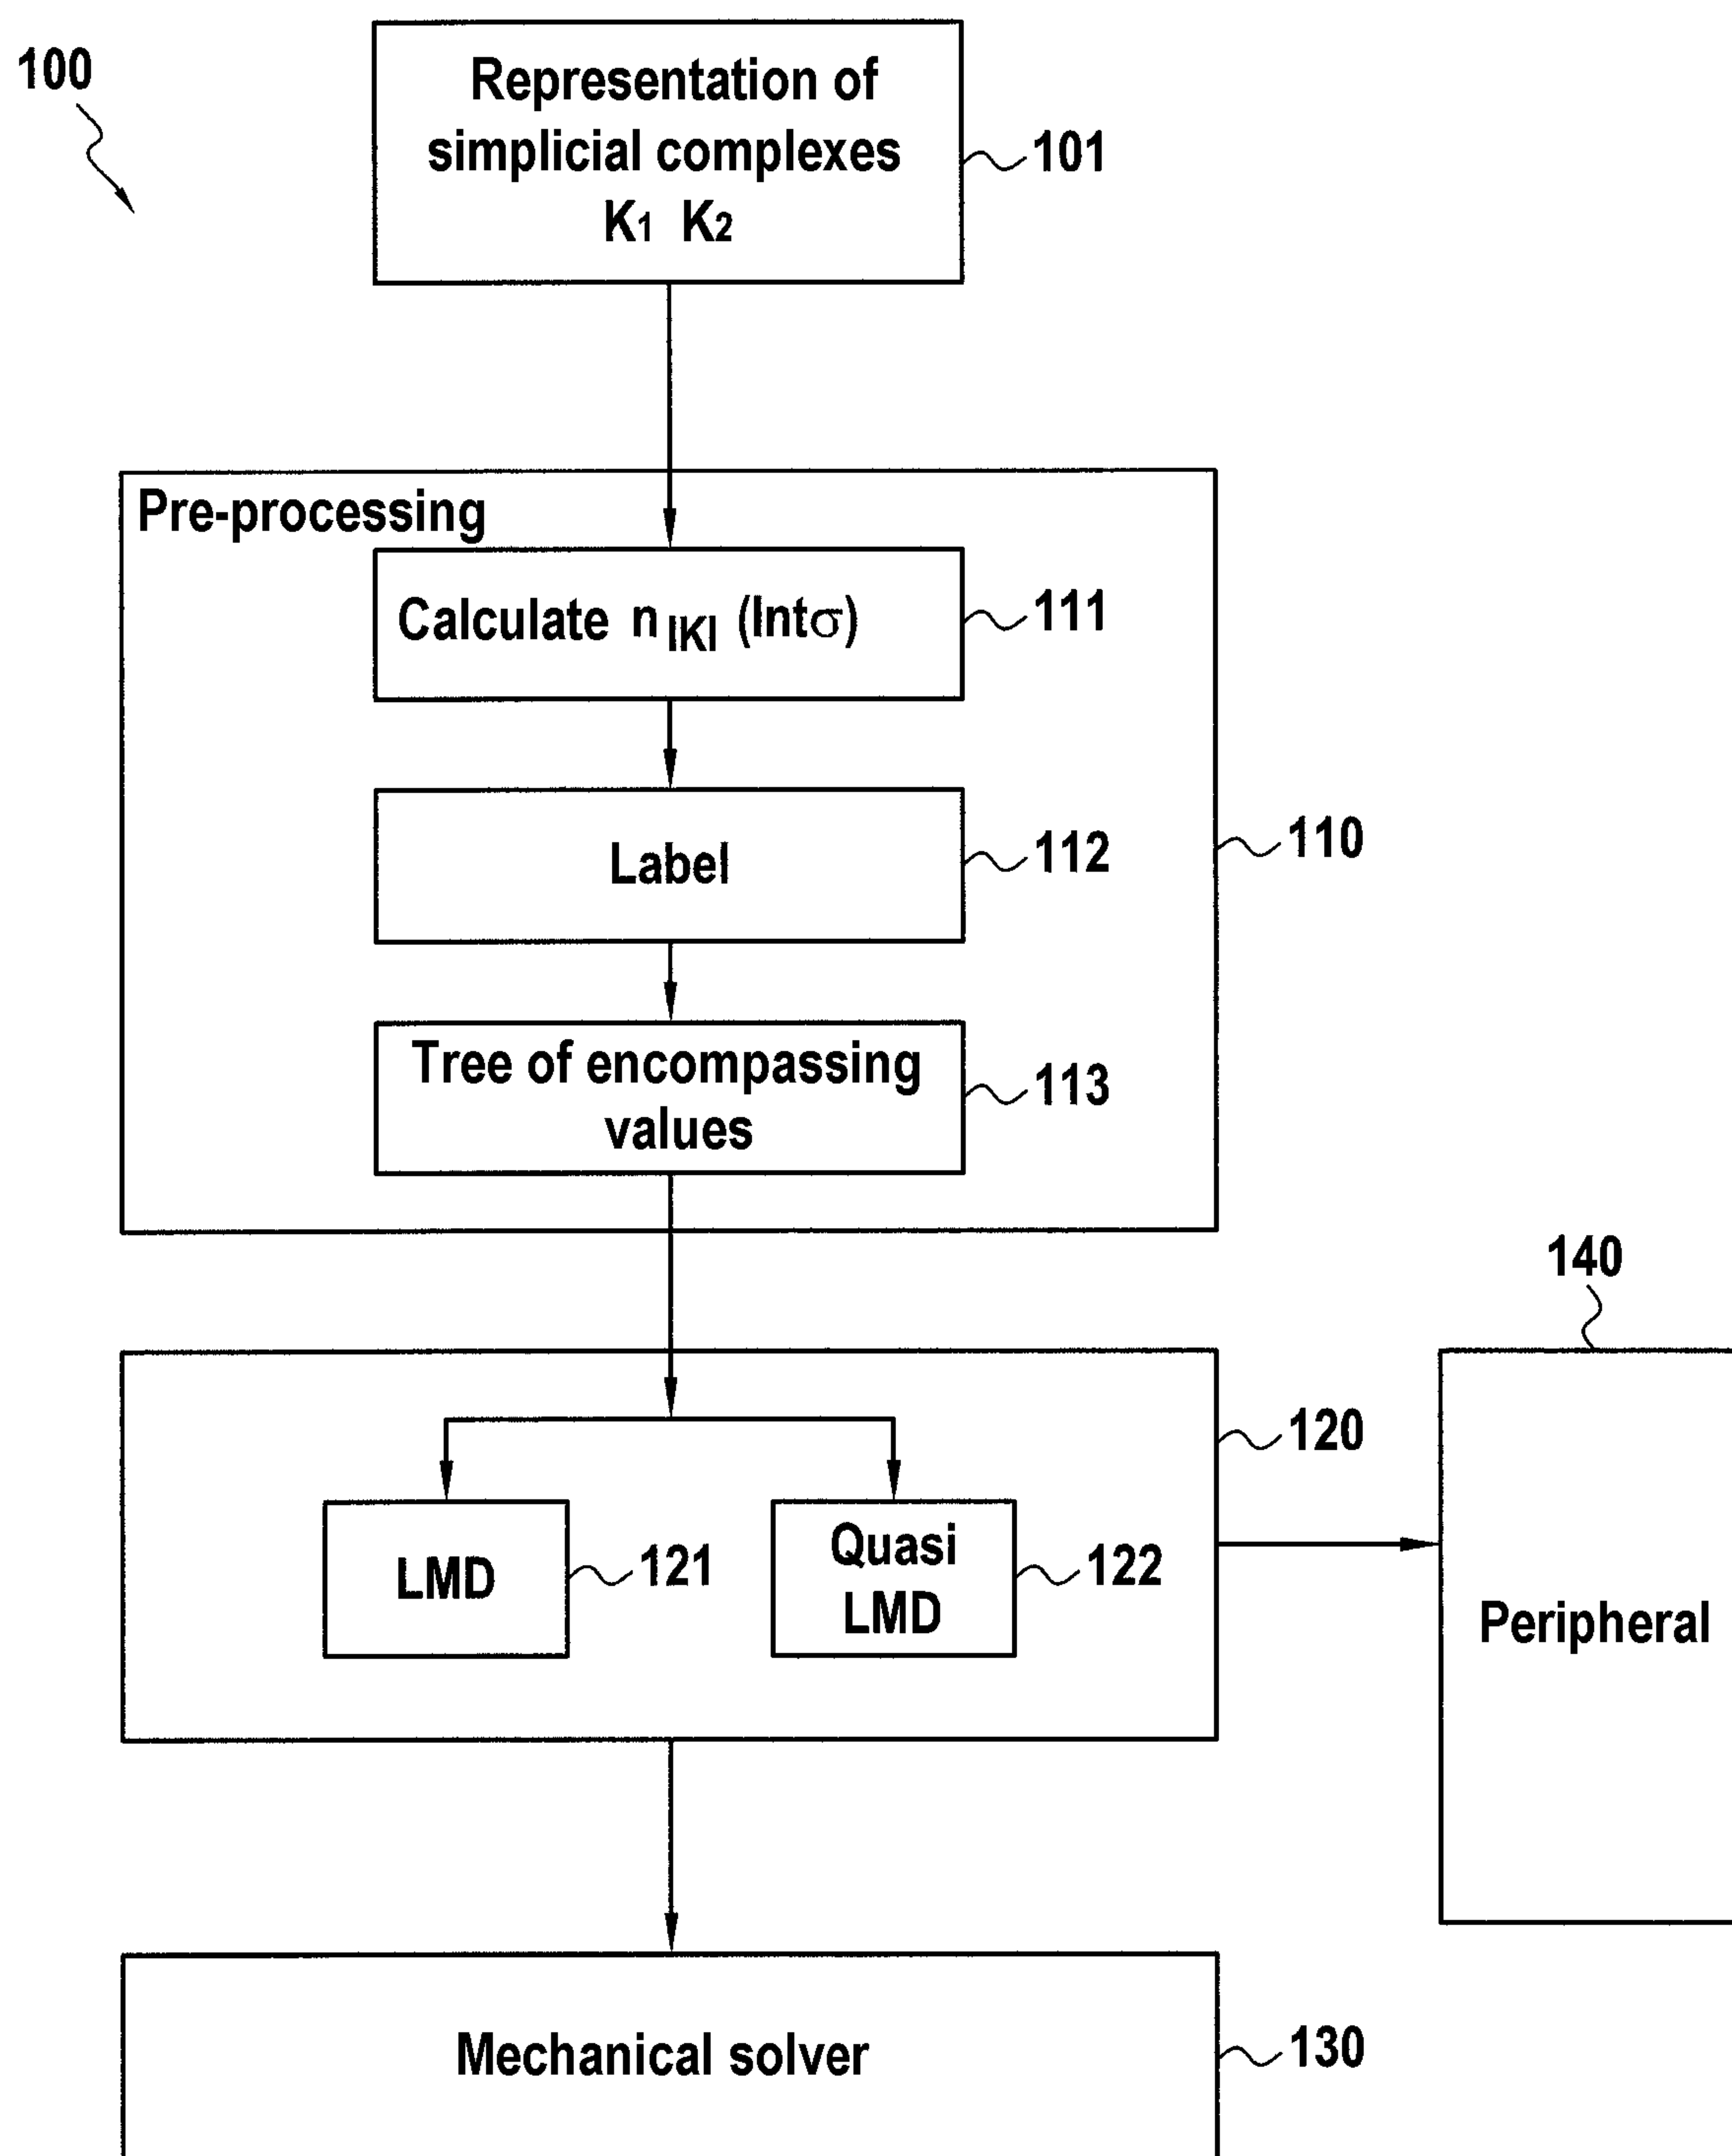 100
Representation of
simplicial complexes
K1 K2
101
Pre-processing
Calculate n|K| (Intσ)
111
Label
112
110
Tree of encompassing
values
113
140
120
LMD
121
Quasi
LMD
122
Peripheral
Mechanical solver
130